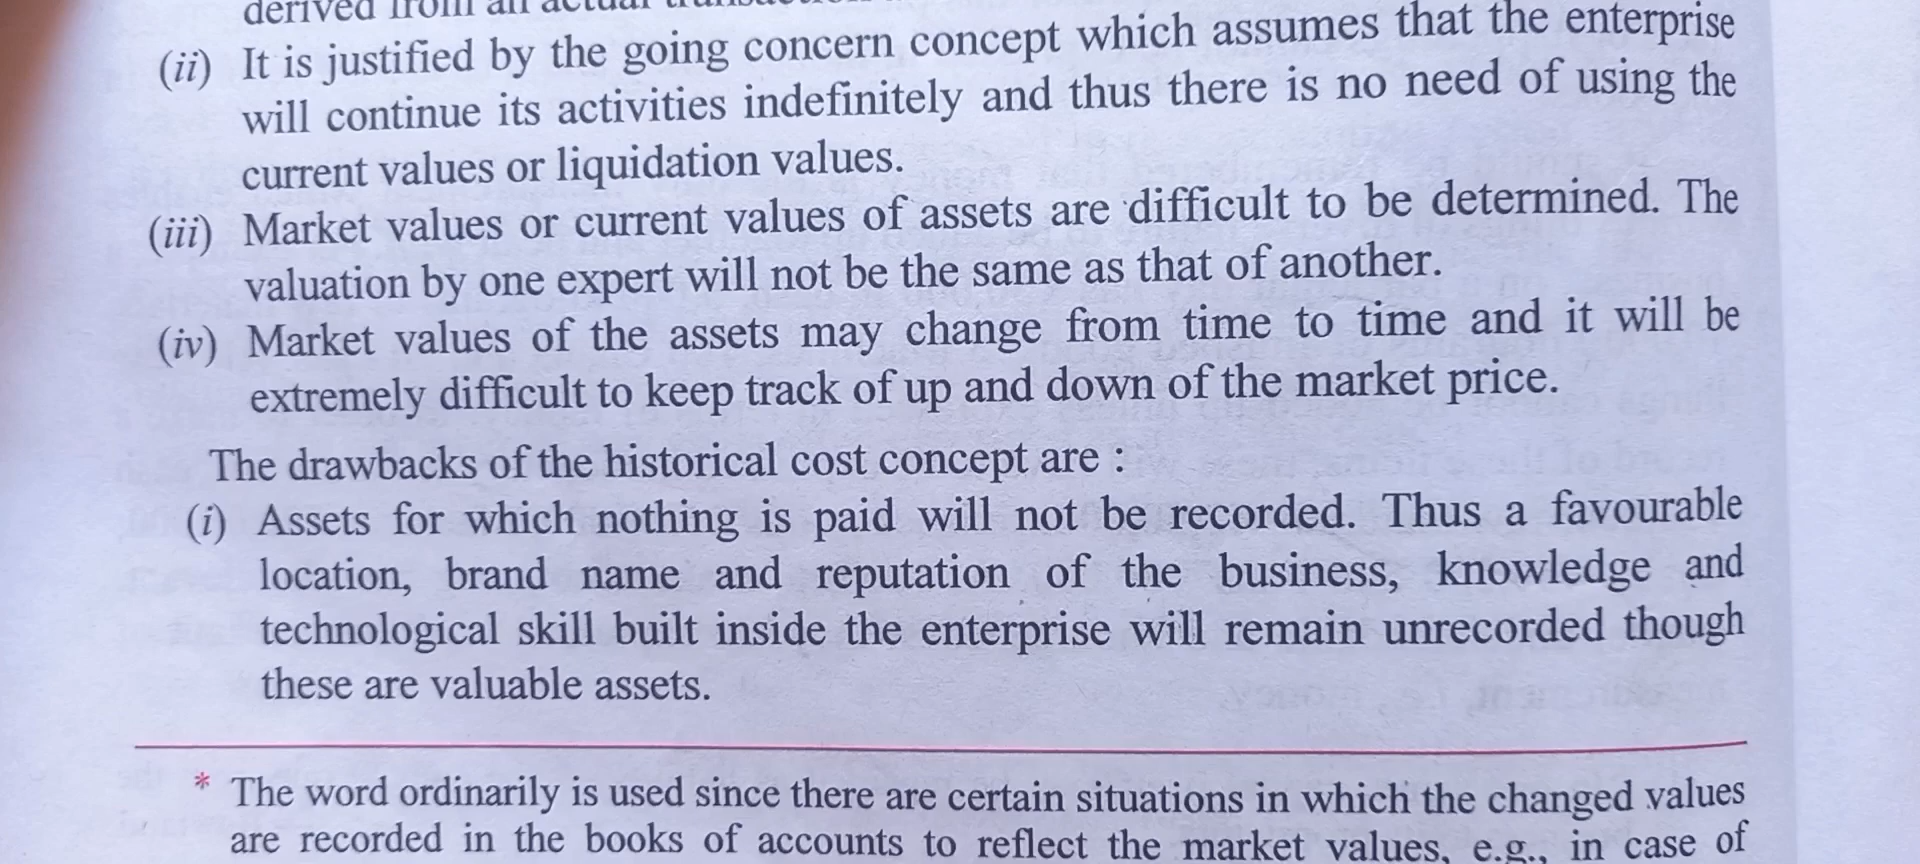 derived from an actual
(ii) It is justified by the going concern concept which assumes that the enterprise
will continue its activities indefinitely and thus there is no need of using the
current values or liquidation values.
(iii) Market values or current values of assets are difficult to be determined. The
valuation by one expert will not be the same as that of another.
(iv) Market values of the assets may change from time to time and it will be
extremely difficult to keep track of up and down of the market price.
The drawbacks of the historical cost concept are :
(i) Assets for which nothing is paid will not be recorded. Thus a favourable
location, brand name and reputation of the business, knowledge and
technological skill built inside the enterprise will remain unrecorded though
these are valuable assets.
* The word ordinarily is used since there are certain situations in which the changed values
are recorded in the books of accounts to reflect the market values, e.g., in case of